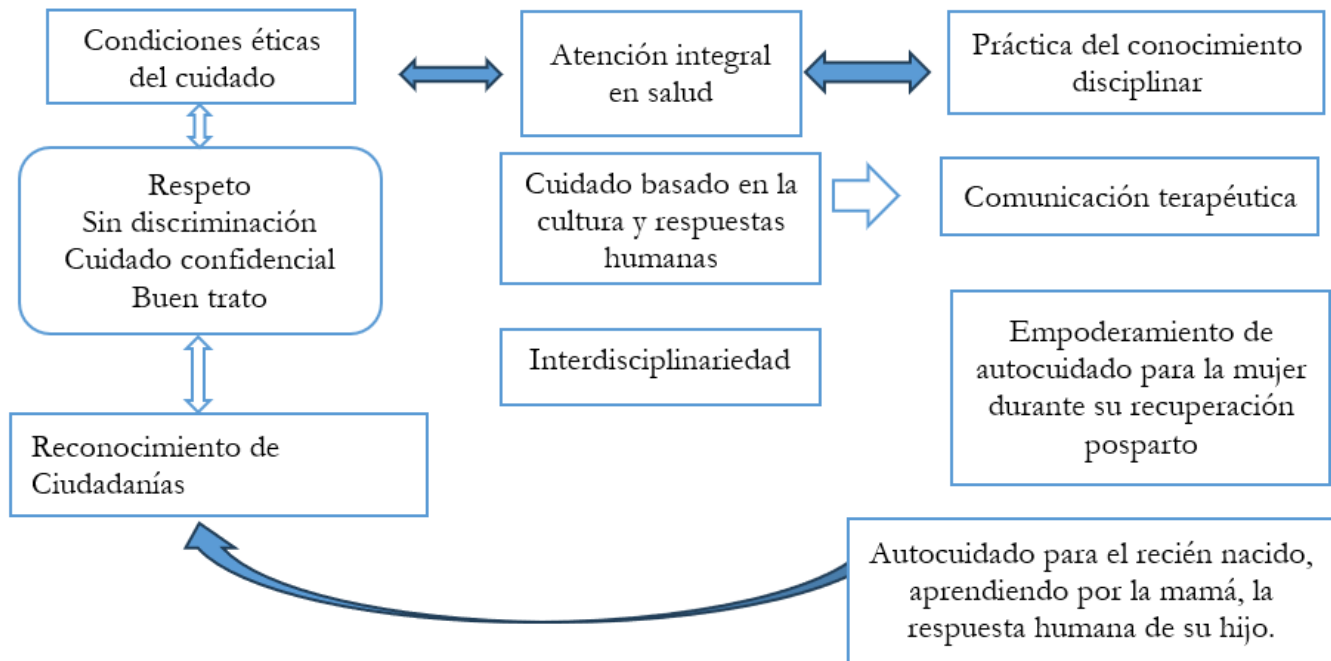 Condiciones éticas
del cuidado
Atención integral
en salud
Práctica del conocimiento
disciplinar
Respeto
Sin discriminación
Cuidado confidencial
Buen trato
Cuidado basado en la
cultura y respuestas
humanas
Comunicación terapéutica
Interdisciplinariedad
Empoderamiento de
autocuidado para la mujer
durante su recuperación
posparto
Reconocimiento de
Ciudadanías
Autocuidado para el recién nacido,
aprendiendo por la mamá, la
respuesta humana de su hijo.